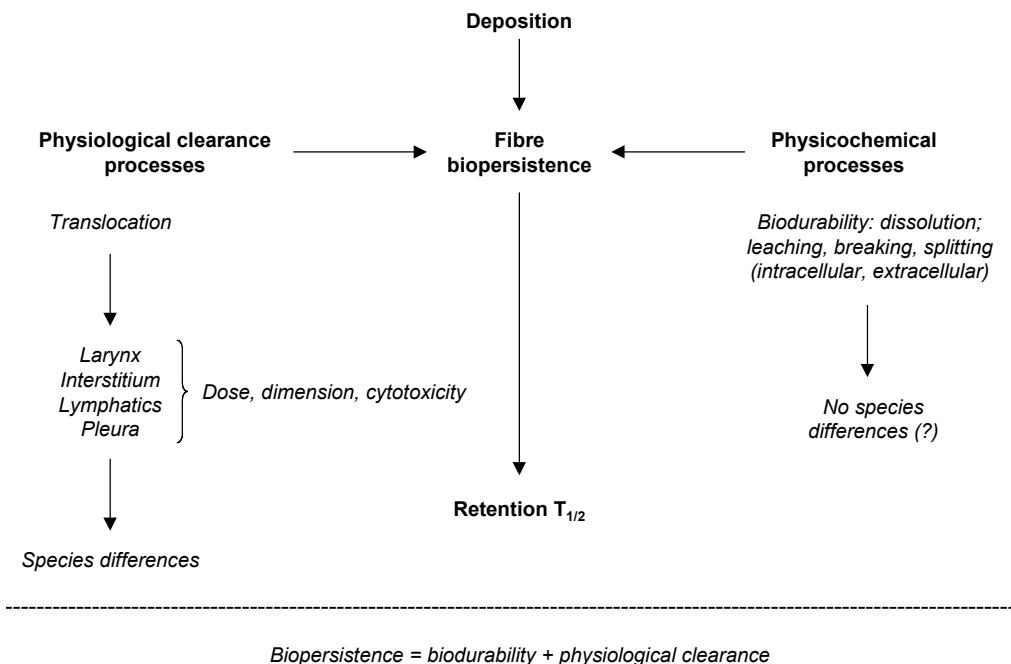 Deposition
Physiological clearance
processes
Fibre
biopersistence
Physicochemical
processes
Translocation
Biodurability: dissolution;
leaching, breaking, splitting
(intracellular, extracellular)
Larynx
Interstitium
Lymphatics
Pleura
Dose, dimension, cytotoxicity
No species
differences (?)
Retention T1/2
Species differences
Biopersistence = biodurability + physiological clearance